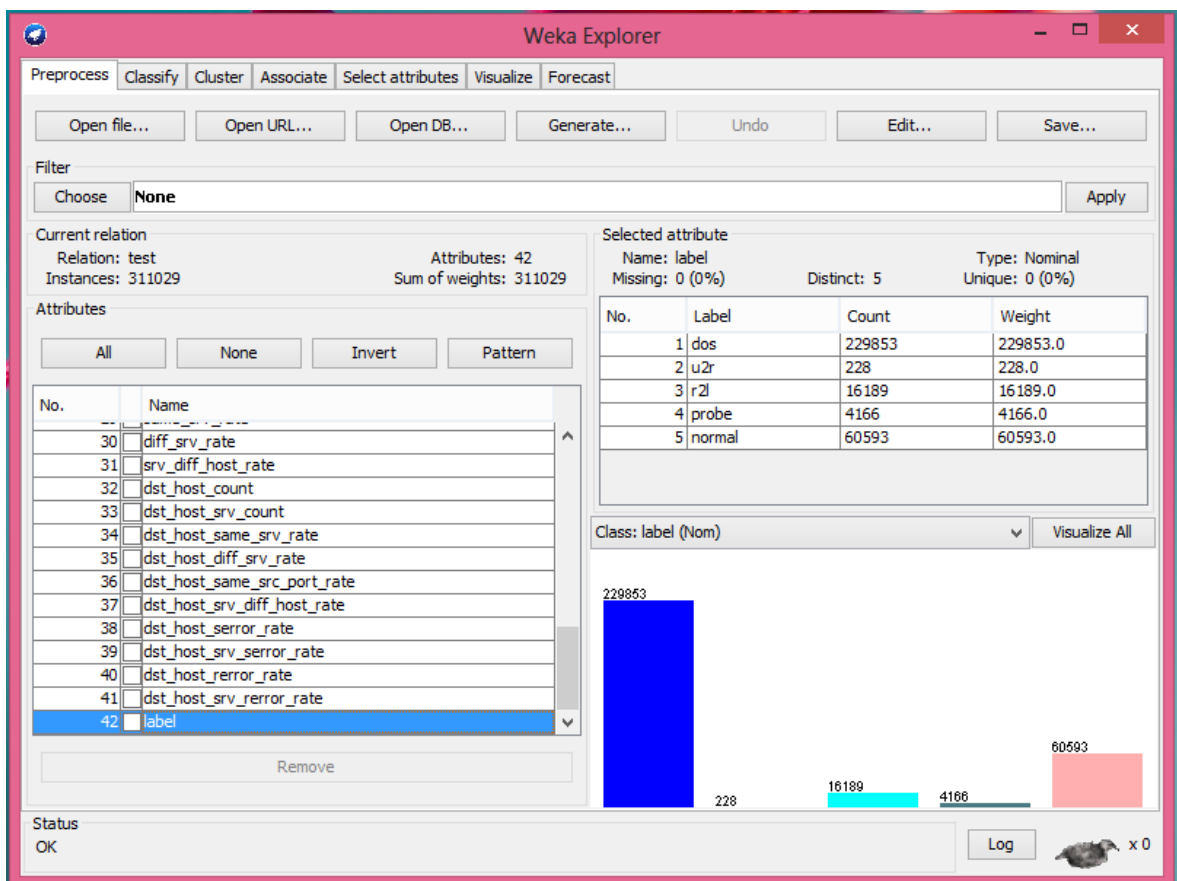 Weka Explorer
Preprocess Classify Cluster Associate Select attributes Visualize Forecast
Open file... Open URL... Open DB... Generate... Undo Edit... Save...
Filter
Choose None Apply
Current relation
Relation: test Attributes: 42
Instances: 311029 Sum of weights: 311029
Attributes
All None Invert Pattern
No. Name
30 diff_srv_rate
31 srv_diff_host_rate
32 dst_host_count
33 dst_host_srv_count
34 dst_host_same_srv_rate
35 dst_host_diff_srv_rate
36 dst_host_same_src_port_rate
37 dst_host_srv_diff_host_rate
38 dst_host_serror_rate
39 dst_host_srv_serror_rate
40 dst_host_rerror_rate
41 dst_host_srv_rerror_rate
42 label
Remove
Selected attribute
Name: label Type: Nominal
Missing: 0 (0%) Distinct: 5 Unique: 0 (0%)
No. Label Count Weight
1 dos 229853 229853.0
2 u2r 228 228.0
3 r2l 16189 16189.0
4 probe 4166 4166.0
5 normal 60593 60593.0
Class: label (Nom) Visualize All
229853
228
16189
4166
60593
Status
OK
Log x 0